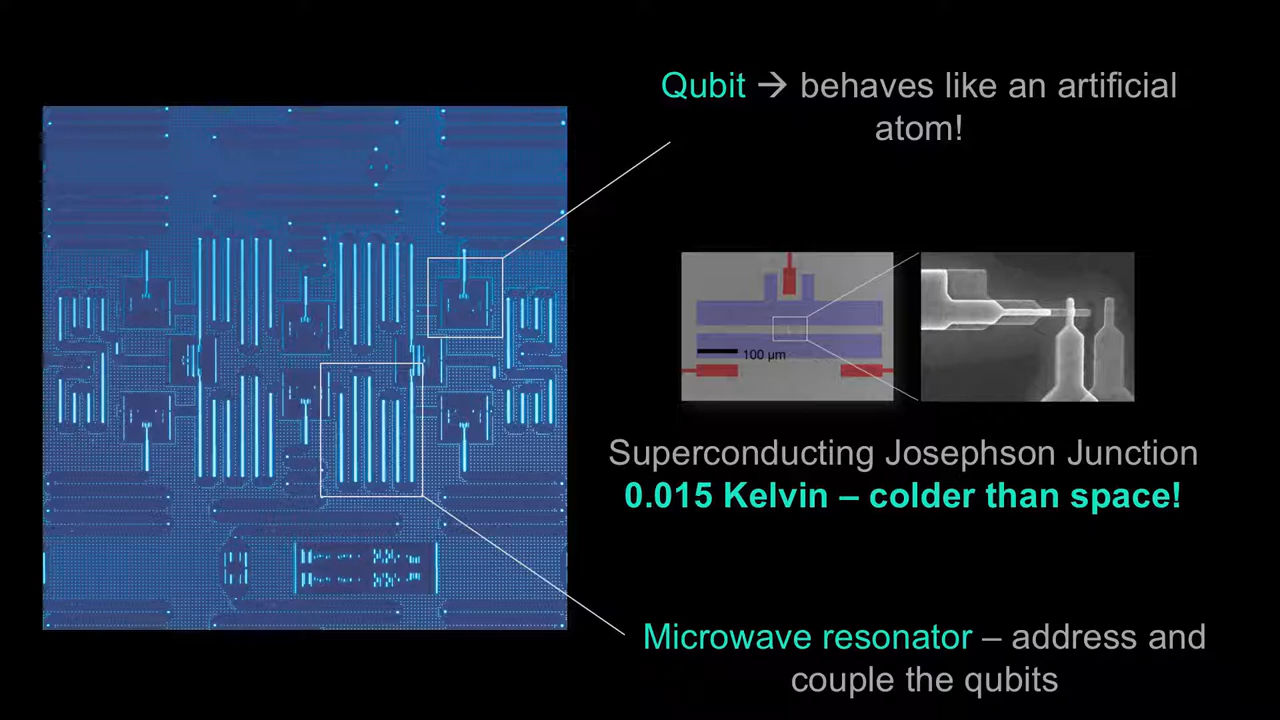 Qubit → behaves like an artificial
atom!
100 µm
Superconducting Josephson Junction
0.015 Kelvin – colder than space!
Microwave resonator – address and
couple the qubits